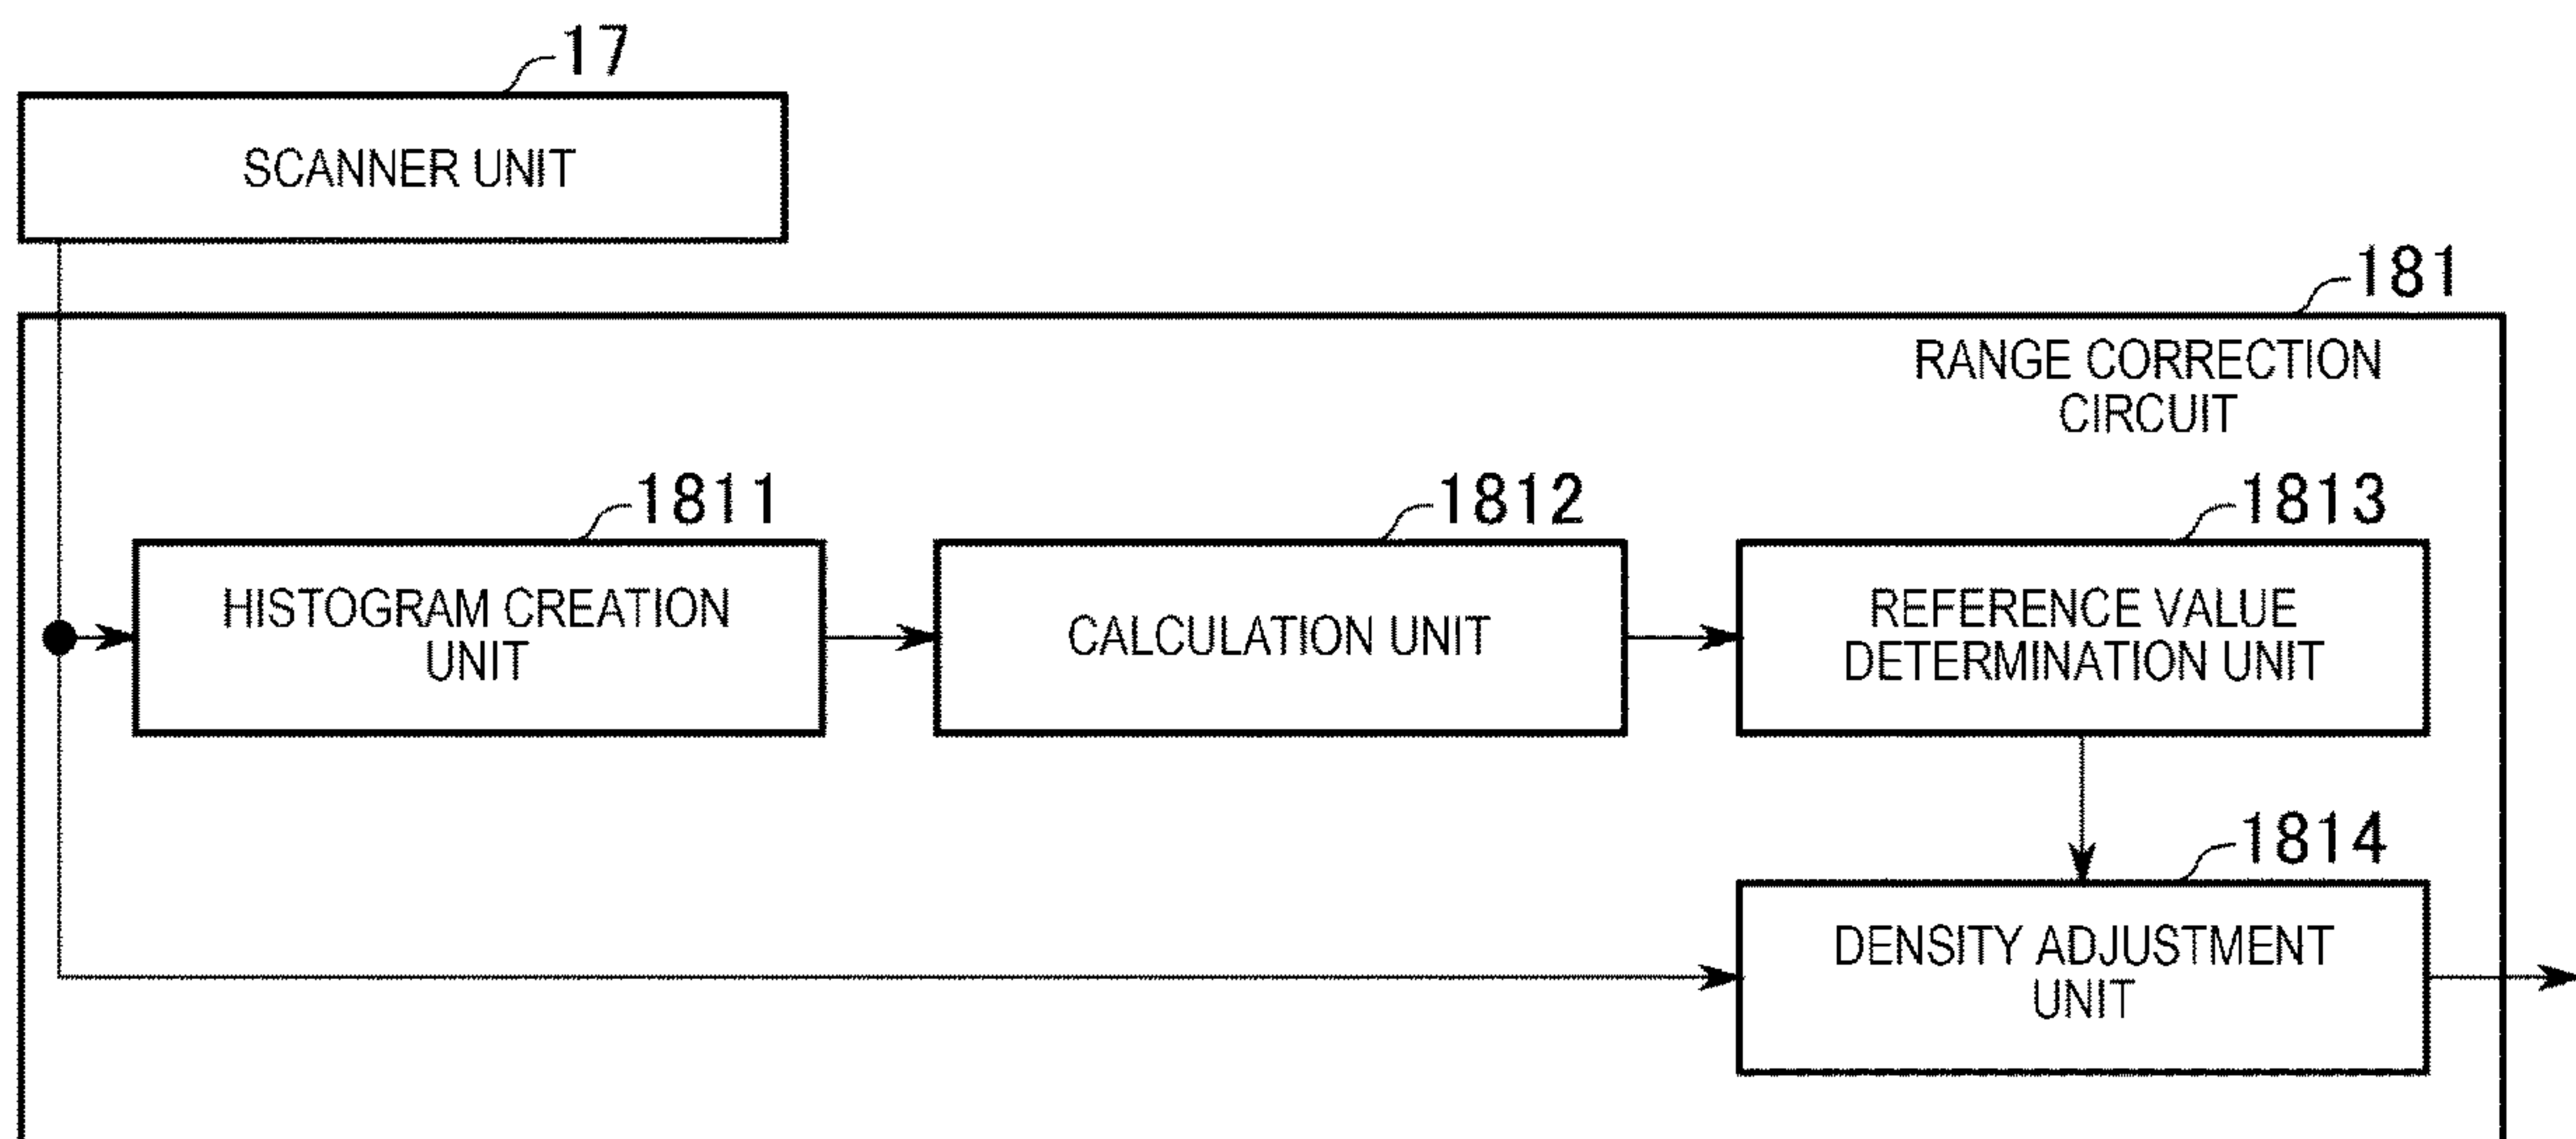 17
SCANNER UNIT
181
RANGE CORRECTION
CIRCUIT
1811
HISTOGRAM CREATION
UNIT
1812
CALCULATION UNIT
1813
REFERENCE VALUE
DETERMINATION UNIT
1814
DENSITY ADJUSTMENT
UNIT